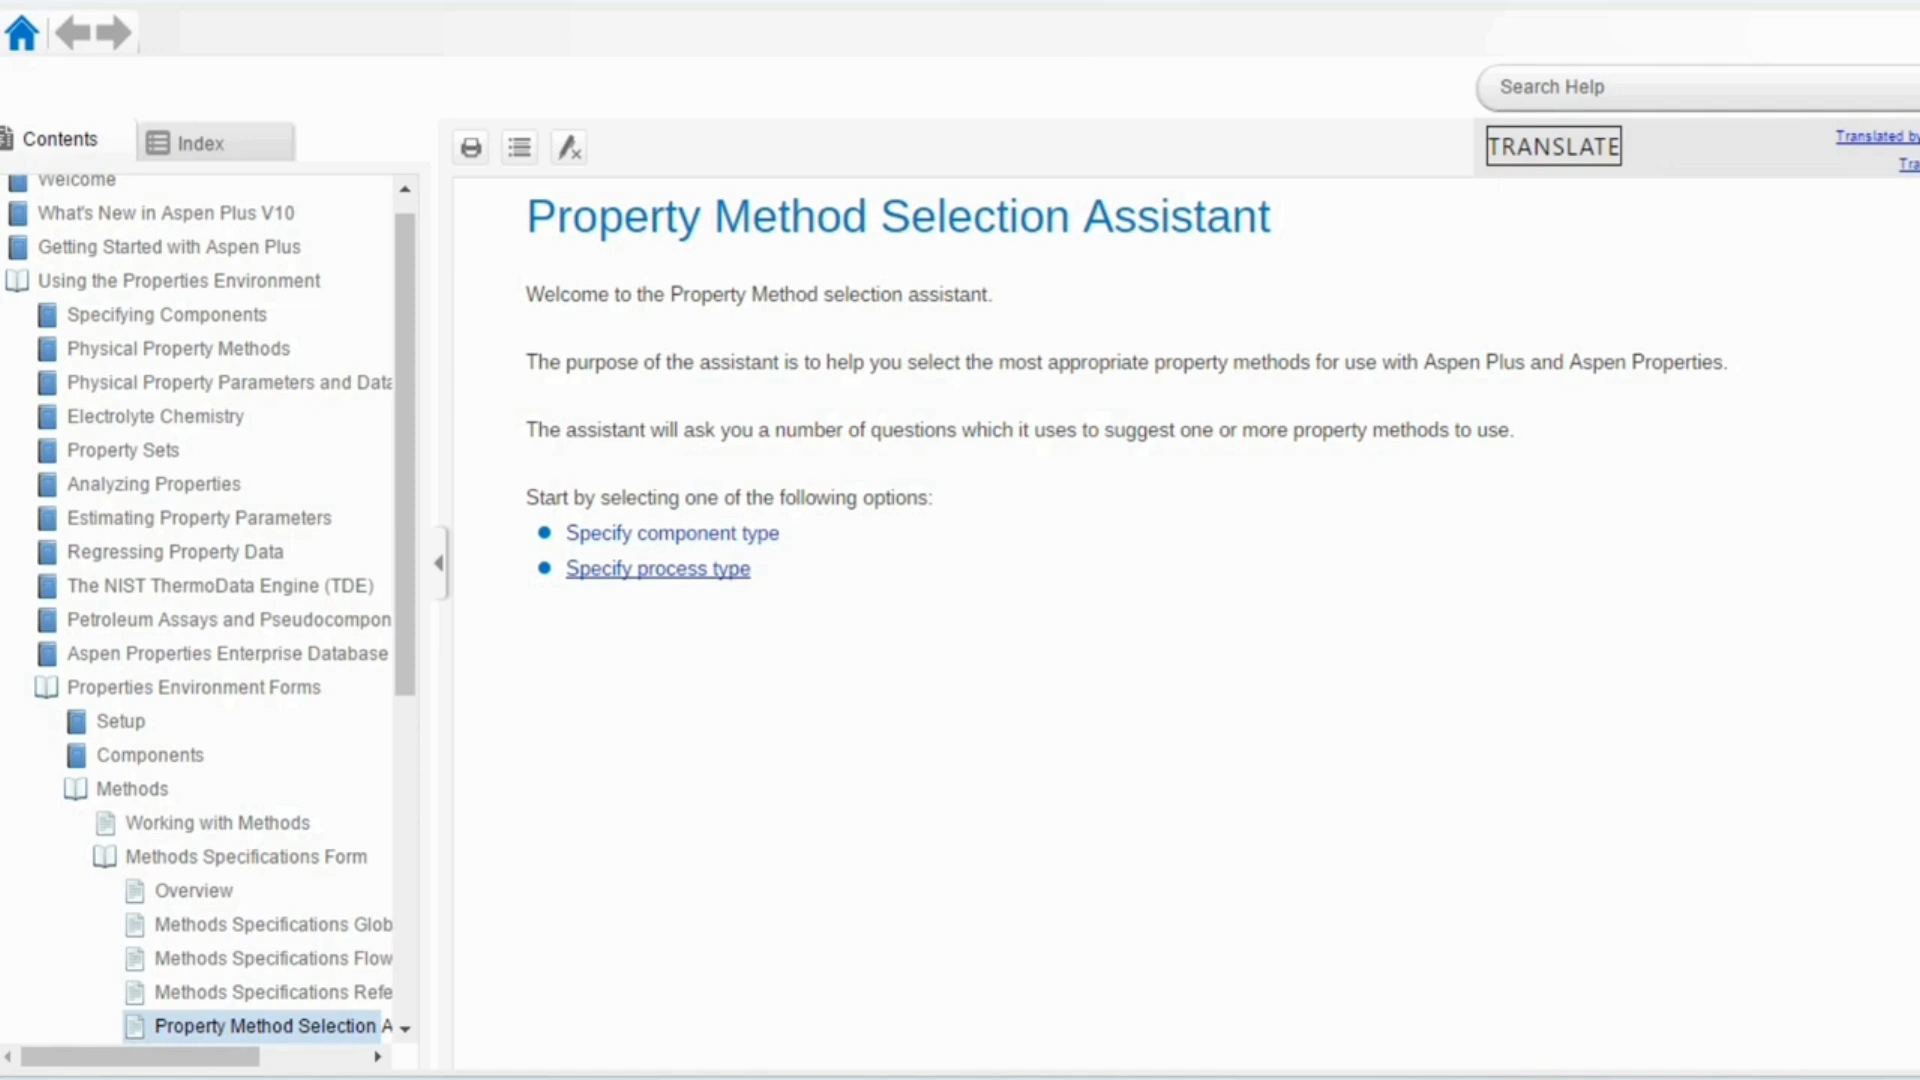 Search Help
Contents
Index
TRANSLATE
Translated by
Tra
Welcome
What's New in Aspen Plus V10
Getting Started with Aspen Plus
Using the Properties Environment
Specifying Components
Physical Property Methods
Physical Property Parameters and Data
Electrolyte Chemistry
Property Sets
Analyzing Properties
Estimating Property Parameters
Regressing Property Data
The NIST ThermoData Engine (TDE)
Petroleum Assays and Pseudocompon
Aspen Properties Enterprise Database
Properties Environment Forms
Setup
Components
Methods
Working with Methods
Methods Specifications Form
Overview
Methods Specifications Glob
Methods Specifications Flow
Methods Specifications Refe
Property Method Selection A
Property Method Selection Assistant
Welcome to the Property Method selection assistant.
The purpose of the assistant is to help you select the most appropriate property methods for use with Aspen Plus and Aspen Properties.
The assistant will ask you a number of questions which it uses to suggest one or more property methods to use.
Start by selecting one of the following options:
Specify component type
Specify process type